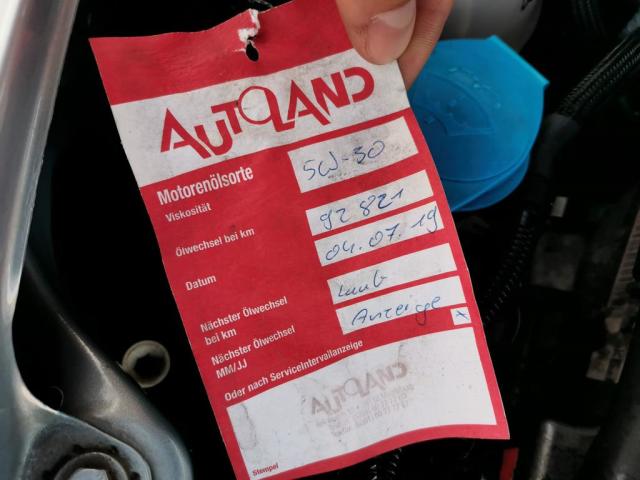 AUTOLAND
Motorenölsorte
Viskosität
5W-30
Ölwechsel bei km
92 821
Datum
04.07.19
Nächster Ölwechsel
bei km
laut
Nächster Ölwechsel
MM/JJ
Anzeige
Oder nach Serviceintervallanzeige
x
AUTOLAND
Stempel